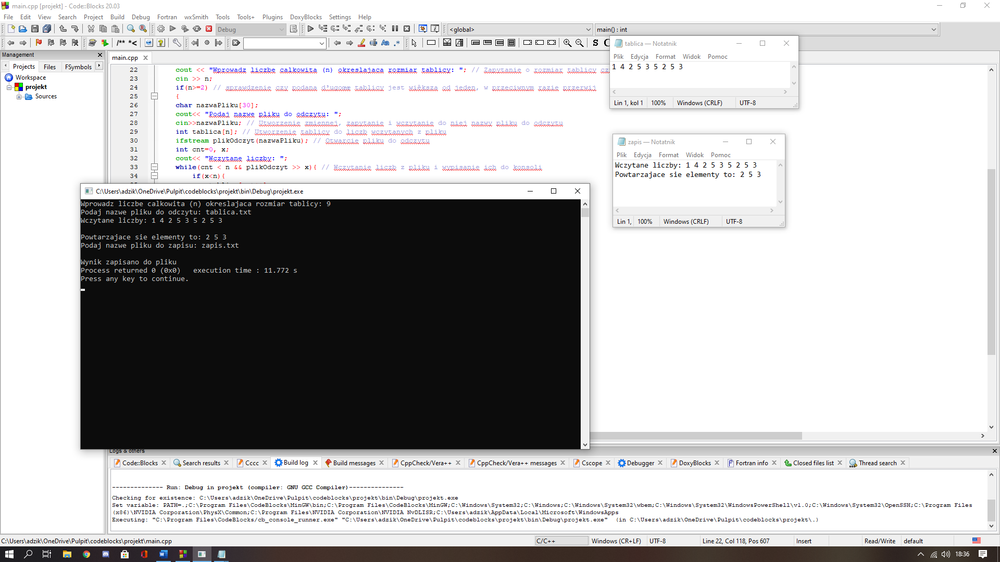 main.cpp [projekt] - Code::Blocks 20.03
File Edit View Search Project Build Debug Fortran wxSmith Tools Tools+ Plugins DoxyBlocks Settings Help
Debug
<global>
main() : int
/** *<
S
Management
Projects Files FSymbols
Workspace
projekt
Sources
main.cpp
22 cout << "Wprowadz liczbe calkowita (n) okreslajaca rozmiar tablicy: "; // Zapytanie o rozmiar tablicy cz
23 cin >> n;
24 if(n>=2) // sprawdzenie czy podana d³ugoœæ tablicy jest wiêksza od jeden, w przeciwnym razie przerwij
25 {
26 char nazwaPliku[30];
27 cout<< "Podaj nazwe pliku do odczytu: ";
28 cin>>nazwaPliku; // Utworzenie zmiennej, zapytanie i wczytanie do niej nazwy pliku do odczytu
29 int tablica[n]; // Utworzenie tablicy do liczb wczytanych z pliku
30 ifstream plikOdczyt(nazwaPliku); // Otwarcie pliku do odczytu
31 int cnt=0, x;
32 cout<< "Wczytane liczby: ";
33 while(cnt < n && plikOdczyt >> x){ // Wczytanie liczb z pliku i wypisanie ich do konsoli
34 if(x<n){
tablica — Notatnik
Plik Edycja Format Widok Pomoc
1 4 2 5 3 5 2 5 3
Lin 1, kol 1 100% Windows (CRLF) UTF-8
zapis — Notatnik
Plik Edycja Format Widok Pomoc
Wczytane liczby: 1 4 2 5 3 5 2 5 3
Powtarzajace sie elementy to: 2 5 3
Lin 1, 100% Windows (CRLF) UTF-8
C:\Users\adzik\OneDrive\Pulpit\codeblocks\projekt\bin\Debug\projekt.exe
Wprowadz liczbe calkowita (n) okreslajaca rozmiar tablicy: 9
Podaj nazwe pliku do odczytu: tablica.txt
Wczytane liczby: 1 4 2 5 3 5 2 5 3
Powtarzajace sie elementy to: 2 5 3
Podaj nazwe pliku do zapisu: zapis.txt
Wynik zapisano do pliku
Process returned 0 (0x0)   execution time : 11.772 s
Press any key to continue.
Logs & others
Code::Blocks Search results Cccc Build log Build messages CppCheck/Vera++ CppCheck/Vera++ messages Cscope Debugger DoxyBlocks Fortran info Closed files list Thread search
-------------- Run: Debug in projekt (compiler: GNU GCC Compiler)---------------
Checking for existence: C:\Users\adzik\OneDrive\Pulpit\codeblocks\projekt\bin\Debug\projekt.exe
Set variable: PATH=.;C:\Program Files\CodeBlocks\MinGW\bin;C:\Program Files\CodeBlocks\MinGW;C:\Windows\System32;C:\Windows;C:\Windows\System32\wbem;C:\Windows\System32\WindowsPowerShell\v1.0;C:\Windows\System32\OpenSSH;C:\Program Files
(x86)\NVIDIA Corporation\PhysX\Common;C:\Program Files\NVIDIA Corporation\NVIDIA NvDLISR;C:\Users\adzik\AppData\Local\Microsoft\WindowsApps
Executing: "C:\Program Files\CodeBlocks/cb_console_runner.exe" "C:\Users\adzik\OneDrive\Pulpit\codeblocks\projekt\bin\Debug\projekt.exe"  (in C:\Users\adzik\OneDrive\Pulpit\codeblocks\projekt\.)
C:\Users\adzik\OneDrive\Pulpit\codeblocks\projekt\main.cpp C/C++ Windows (CR+LF) UTF-8 Line 22, Col 118, Pos 607 Insert Read/Write default
18:36